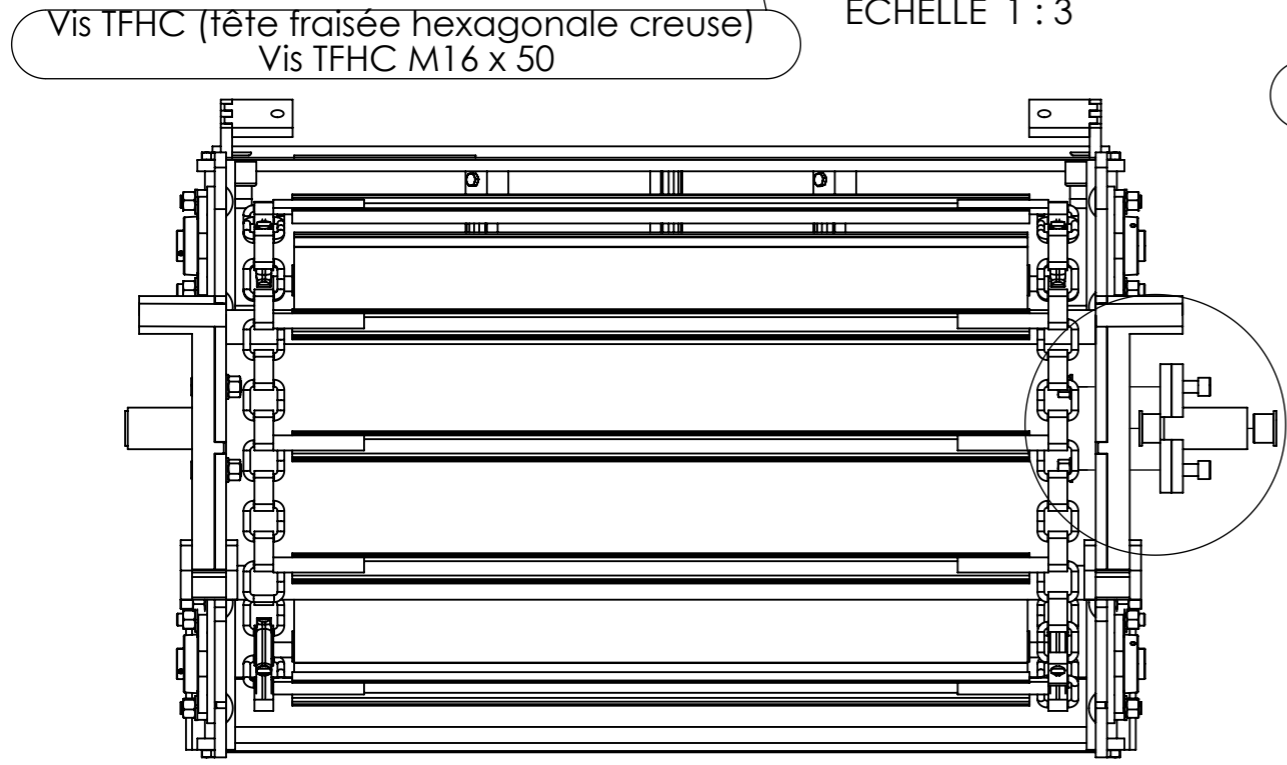 Vis TFHC (tête fraisée hexagonale creuse)
Vis TFHC M16 x 50
ECHELLE 1 : 3